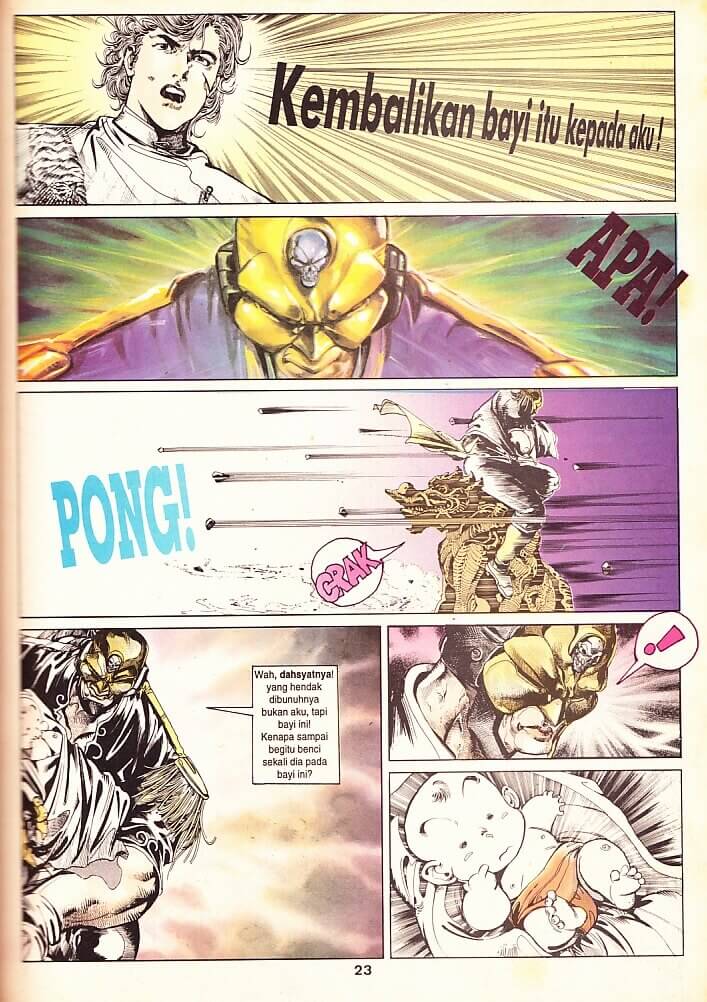 Kembalikan bayi itu kepada aku!
APA!
PONG!
CRAK
Wah, dahsyatnya!
yang hendak
dibunuhnya
bukan aku, tapi
bayi ini!
Kenapa sampai
begitu benci
sekali dia pada
bayi ini?
!
23